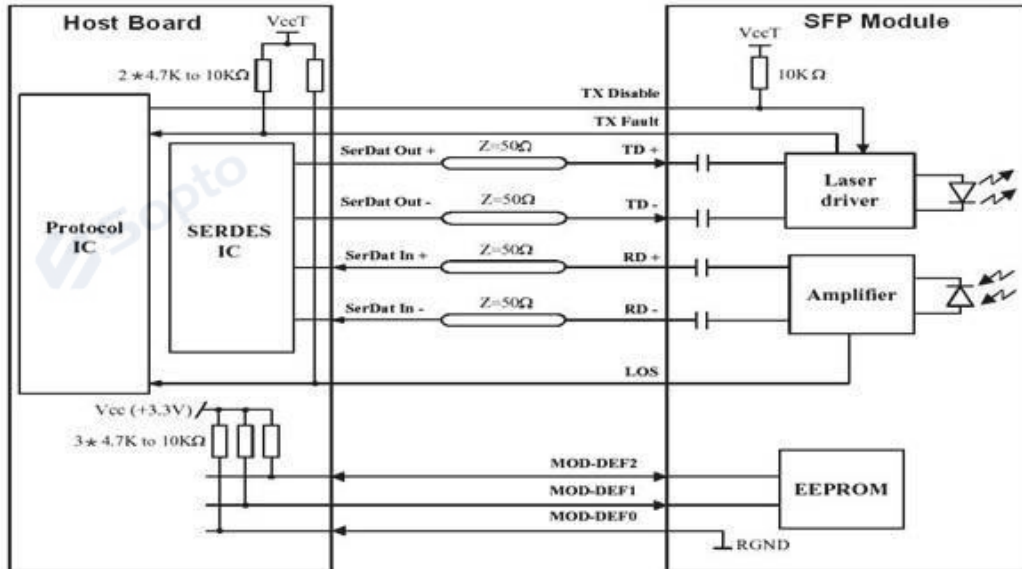 Host Board
SFP Module
VccT
VccT
2*4.7K to 10KΩ
10K Ω
TX Disable
TX Fault
SerDat Out +
Z=50Ω
TD +
SerDat Out -
Z=50Ω
TD -
SerDat In +
Z=50Ω
RD +
SerDat In -
Z=50Ω
RD -
Protocol
IC
SERDES
IC
Laser
driver
Amplifier
Sopto
LOS
Vcc (+3.3V)
3* 4.7K to 10KΩ
MOD-DEF2
MOD-DEF1
MOD-DEF0
EEPROM
RGND